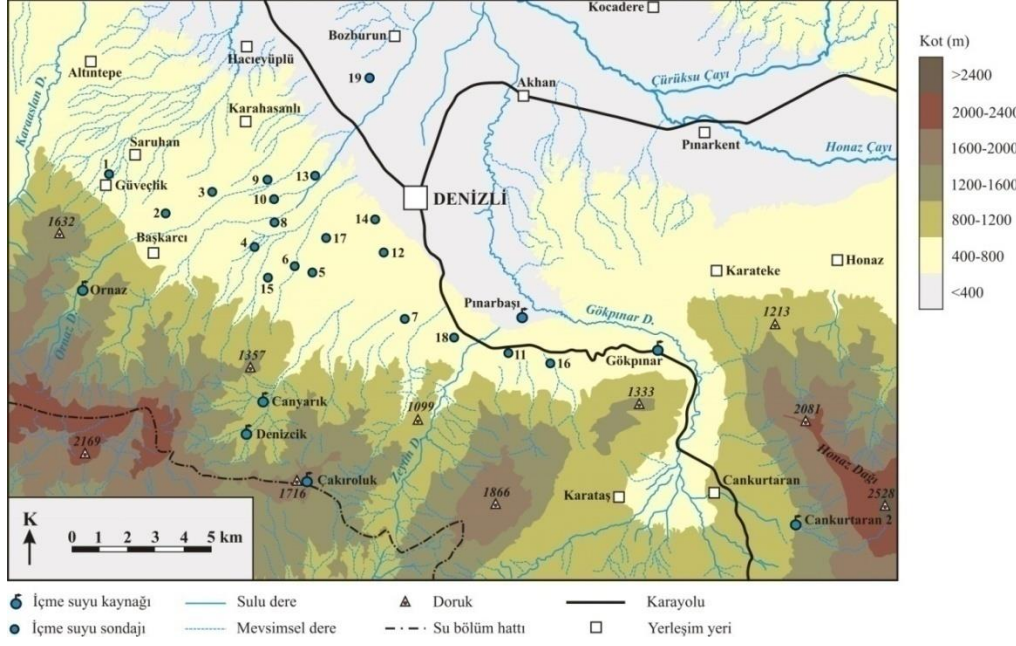 Kocadere
Bozburun
Hacıeyüplü
Altıntepe
19
Akhan
Çürüksu Çayı
Kot (m)
>2400
2000-2400
1600-2000
1200-1600
800-1200
400-800
<400
Karaaslan D.
Karahasanlı
Pınarkent
Honaz Çayı
Saruhan
1
Güveçlik
3
9
13
10
DENİZLİ
2
8
14
1632
Başkarcı
4
17
12
6
5
15
Karateke
Honaz
Ornaz
Pınarbaşı
Gökpınar D.
1213
Ornaz D.
7
18
11
16
Gökpınar
1357
Canyarık
1099
1333
2081
Denizcik
2169
Zeytin D.
Honaz Dağı
Çakıroluk
1716
1866
Karataş
Cankurtaran
2528
Cankurtaran 2
K
0 1 2 3 4 5 km
İçme suyu kaynağı
Sulu dere
Doruk
Karayolu
İçme suyu sondajı
Mevsimsel dere
Su bölüm hattı
Yerleşim yeri